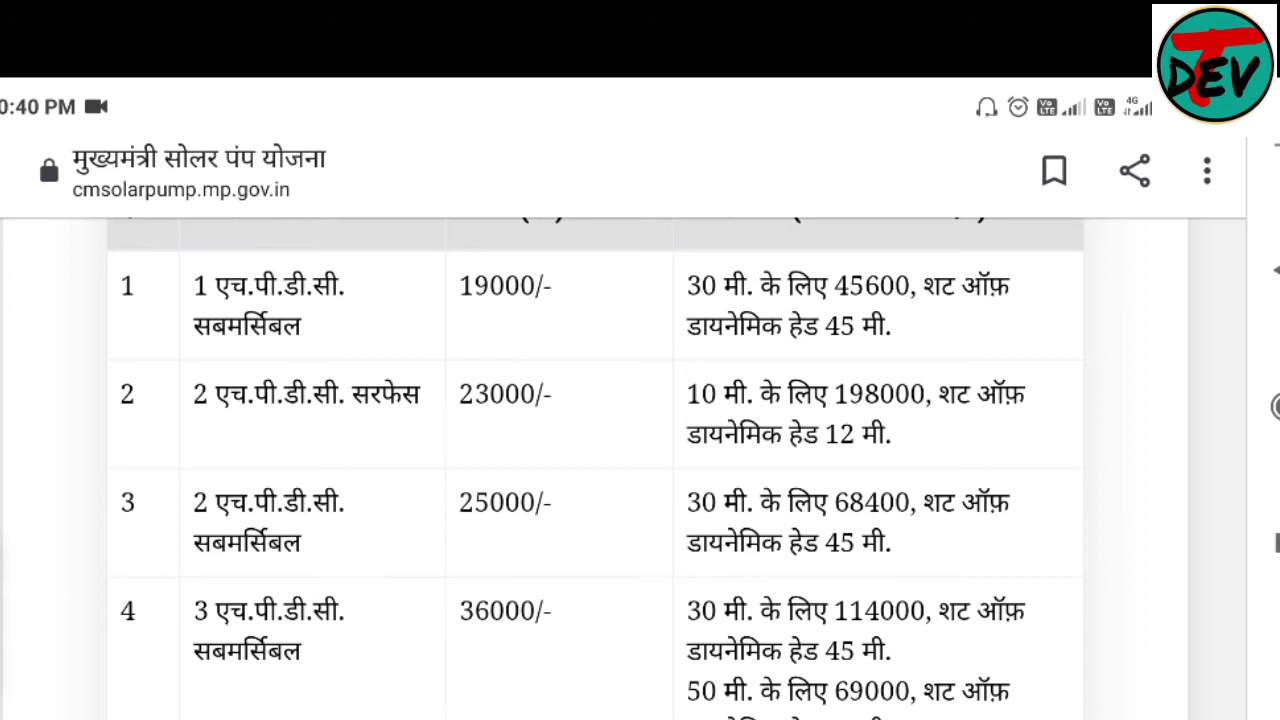 T
DEV
0:40 PM
मुख्यमंत्री सोलर पंप योजना
cmsolarpump.mp.gov.in
1 1 एच.पी.डी.सी. 19000/- 30 मी. के लिए 45600, शट ऑफ़
सबमर्सिबल डायनेमिक हेड 45 मी.
2 2 एच.पी.डी.सी. सरफेस 23000/- 10 मी. के लिए 198000, शट ऑफ़
डायनेमिक हेड 12 मी.
3 2 एच.पी.डी.सी. 25000/- 30 मी. के लिए 68400, शट ऑफ़
सबमर्सिबल डायनेमिक हेड 45 मी.
4 3 एच.पी.डी.सी. 36000/- 30 मी. के लिए 114000, शट ऑफ़
सबमर्सिबल डायनेमिक हेड 45 मी.
50 मी. के लिए 69000, शट ऑफ़